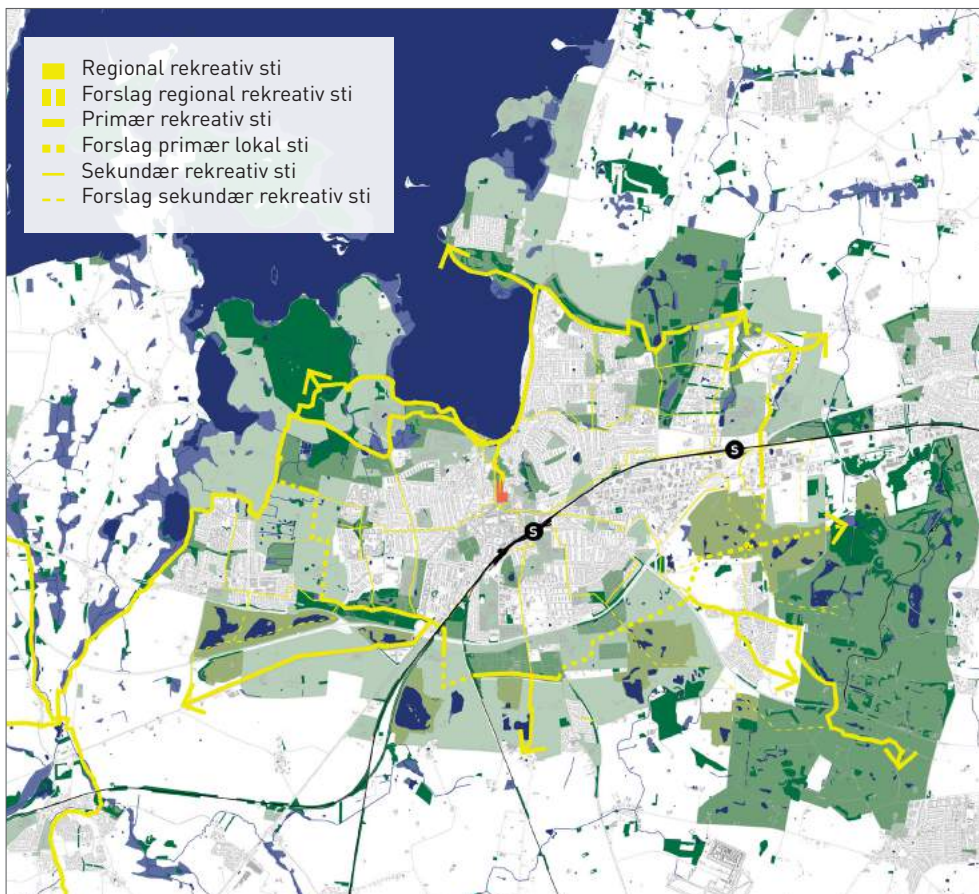 Regional rekreativ sti
Forslag regional rekreativ sti
Primær rekreativ sti
Forslag primær lokal sti
Sekundær rekreativ sti
Forslag sekundær rekreativ sti
S
S